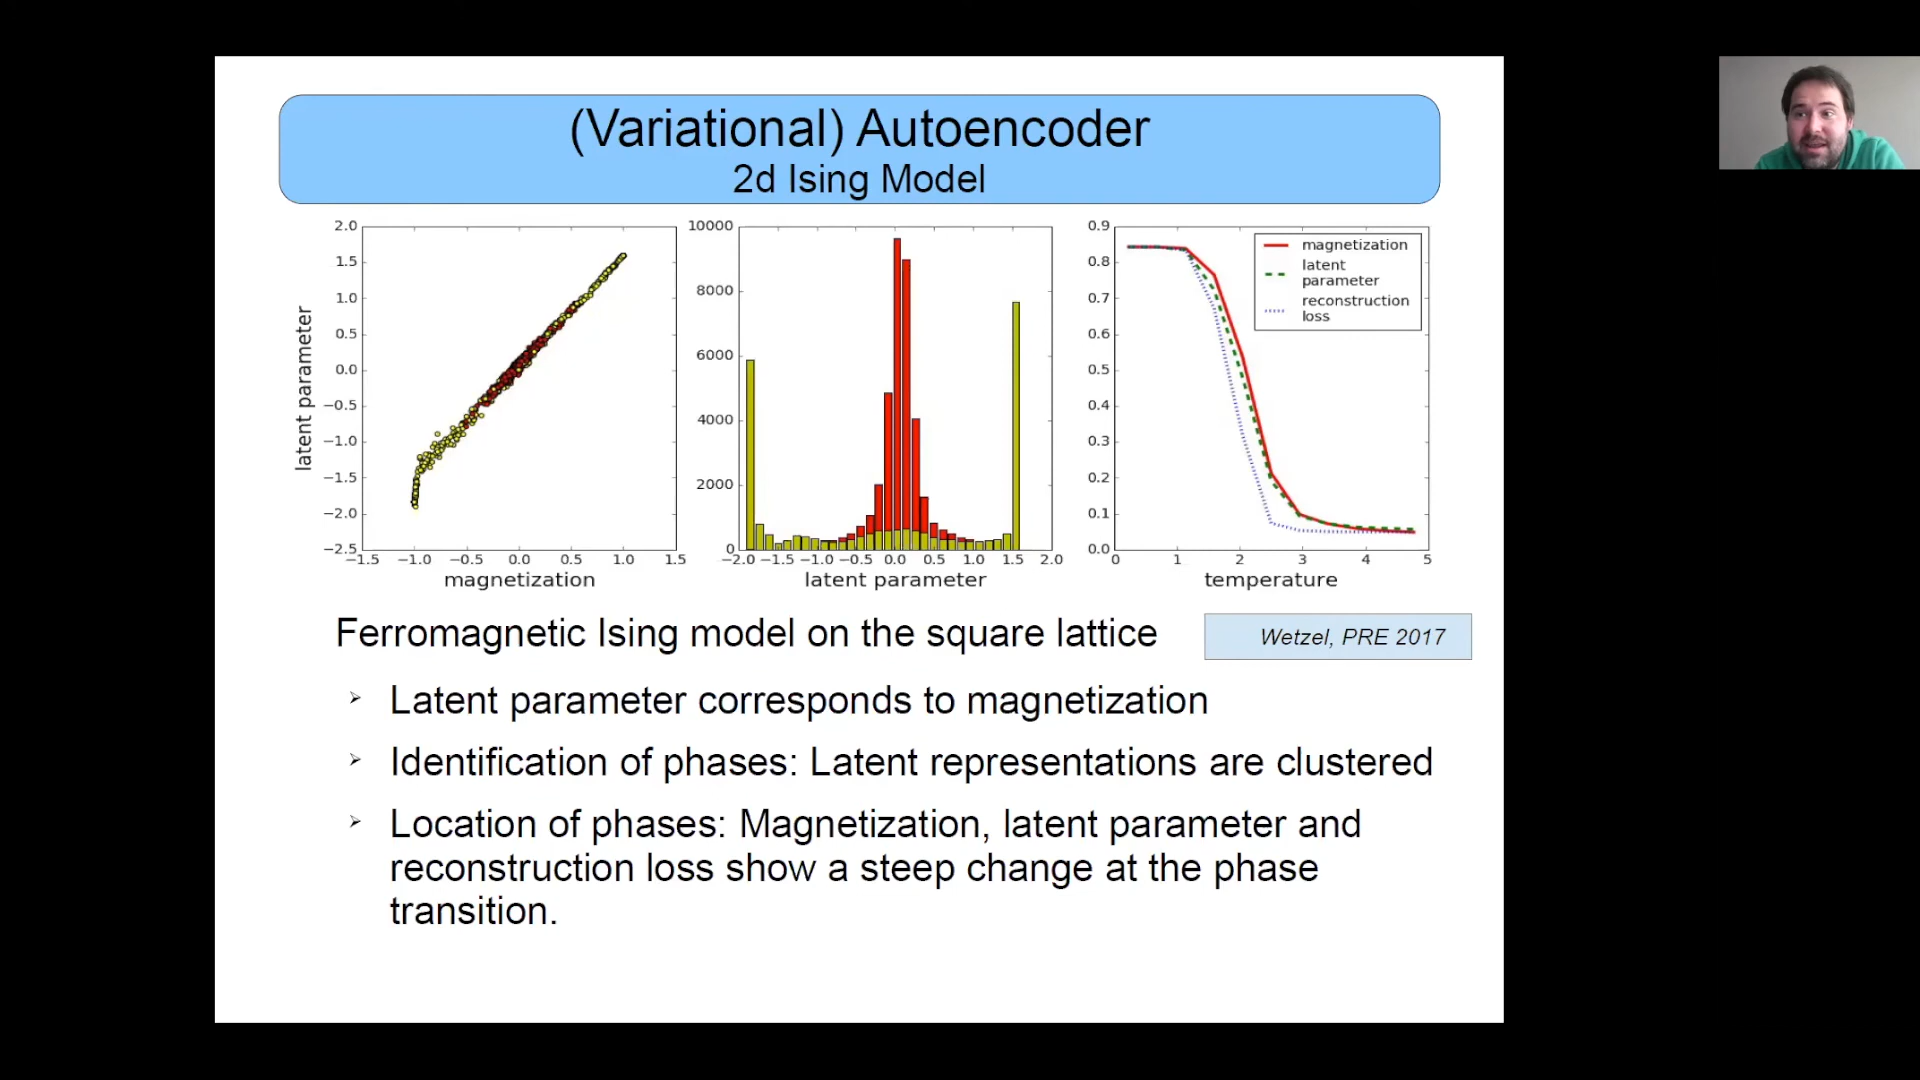 (Variational) Autoencoder
2d Ising Model
2.0
1.5
1.0
0.5
0.0
−0.5
−1.0
−1.5
−2.0
−2.5
latent parameter
−1.5 −1.0 −0.5 0.0 0.5 1.0 1.5
magnetization
10000
8000
6000
4000
2000
0
−2.0 −1.5 −1.0 −0.5 0.0 0.5 1.0 1.5 2.0
latent parameter
0.9
0.8
0.7
0.6
0.5
0.4
0.3
0.2
0.1
0.0
magnetization
latent
parameter
reconstruction
loss
0 1 2 3 4 5
temperature
Ferromagnetic Ising model on the square lattice
Wetzel, PRE 2017
➢ Latent parameter corresponds to magnetization
➢ Identification of phases: Latent representations are clustered
➢ Location of phases: Magnetization, latent parameter and
reconstruction loss show a steep change at the phase
transition.